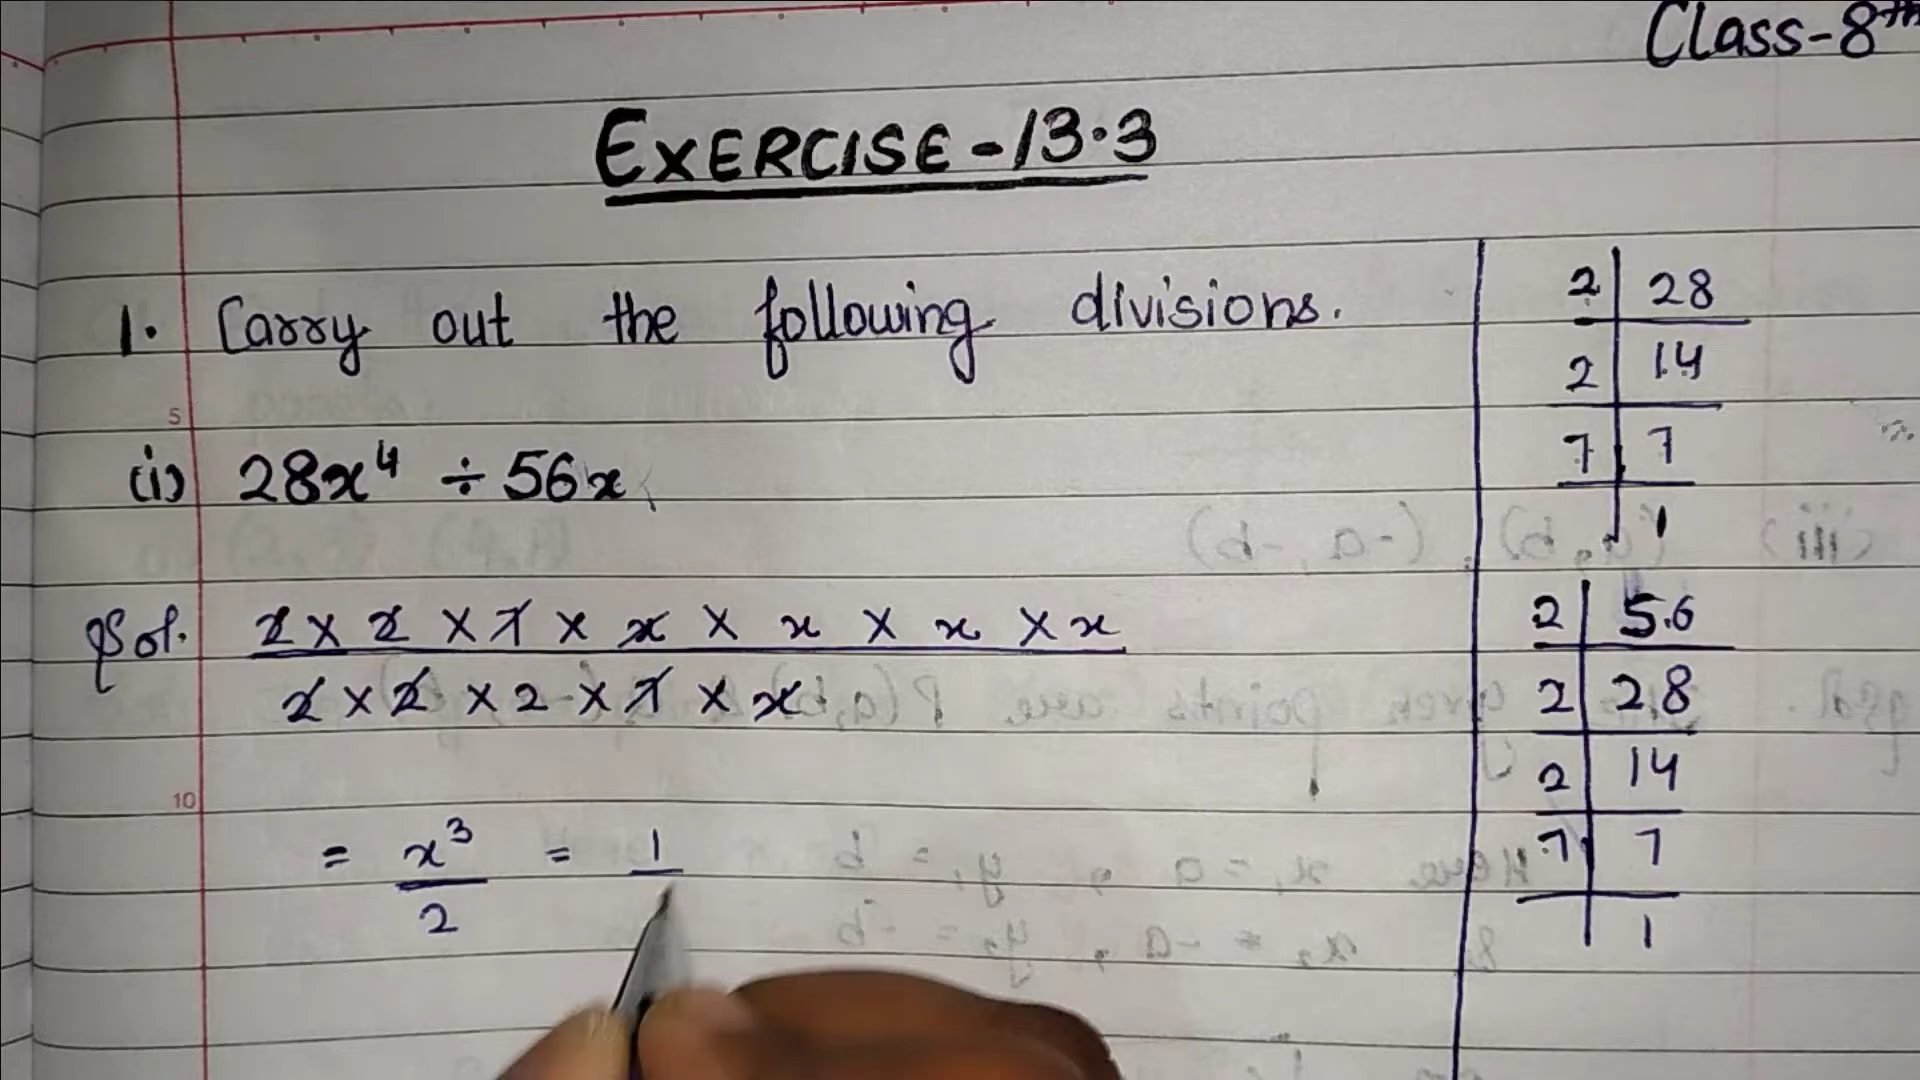 Class-8th
EXERCISE-13.3
1. Carry out the following divisions.
(i) 28x⁴ ÷ 56x
Sol. 2 × 2 × 7 × x × x × x × x
2 × 2 × 2 × 7 × x
= x³ = 1
2
2 28
2 14
7 7
1
2 56
2 28
2 14
7 7
1
5
10